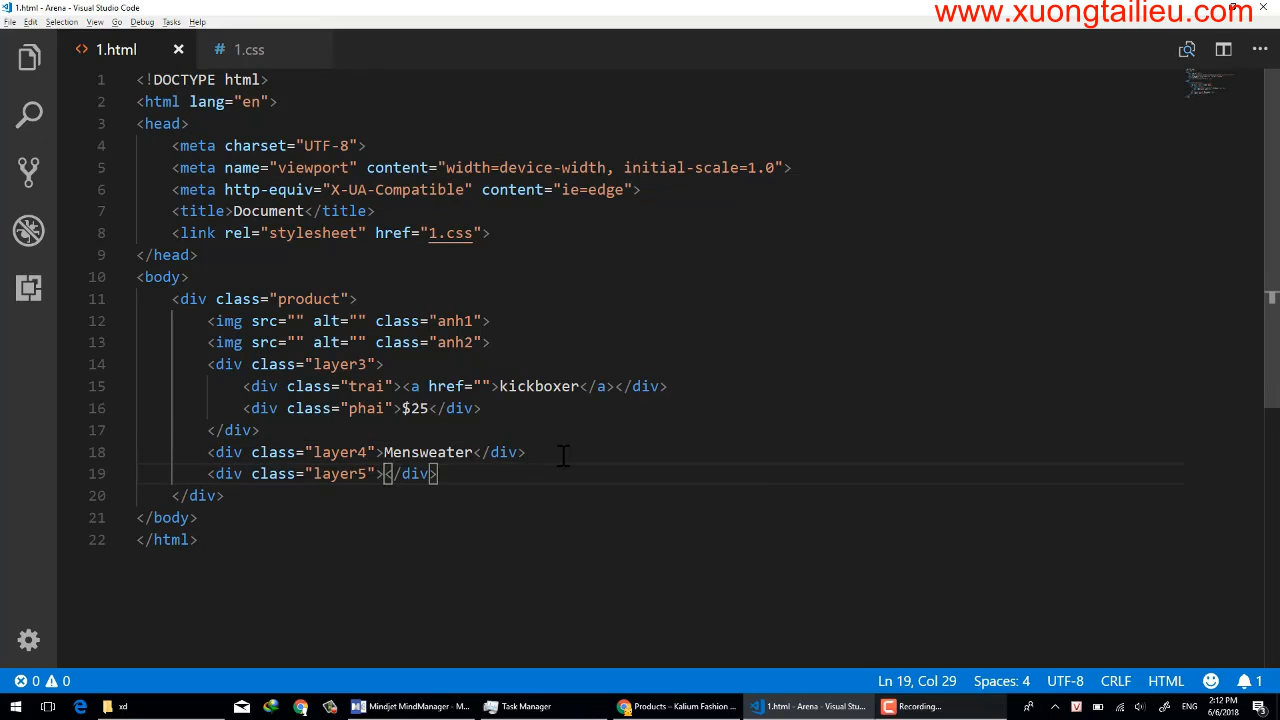 1.html - Arena - Visual Studio Code
www.xuongtailieu.com
File Edit Selection View Go Debug Tasks Help
<> 1.html
# 1.css
1 <!DOCTYPE html>
2 <html lang="en">
3 <head>
4 <meta charset="UTF-8">
5 <meta name="viewport" content="width=device-width, initial-scale=1.0">
6 <meta http-equiv="X-UA-Compatible" content="ie=edge">
7 <title>Document</title>
8 <link rel="stylesheet" href="1.css">
9 </head>
10 <body>
11 <div class="product">
12 <img src="" alt="" class="anh1">
13 <img src="" alt="" class="anh2">
14 <div class="layer3">
15 <div class="trai"><a href="">kickboxer</a></div>
16 <div class="phai">$25</div>
17 </div>
18 <div class="layer4">Mensweater</div>
19 <div class="layer5"></div>
20 </div>
21 </body>
22 </html>
0 0 Ln 19, Col 29 Spaces: 4 UTF-8 CRLF HTML 1
xd Mindjet MindManager - M... Task Manager Products – Kalium Fashion ... 1.html - Arena - Visual Stu... Recording... V ENG 2:12 PM
6/6/2018 3